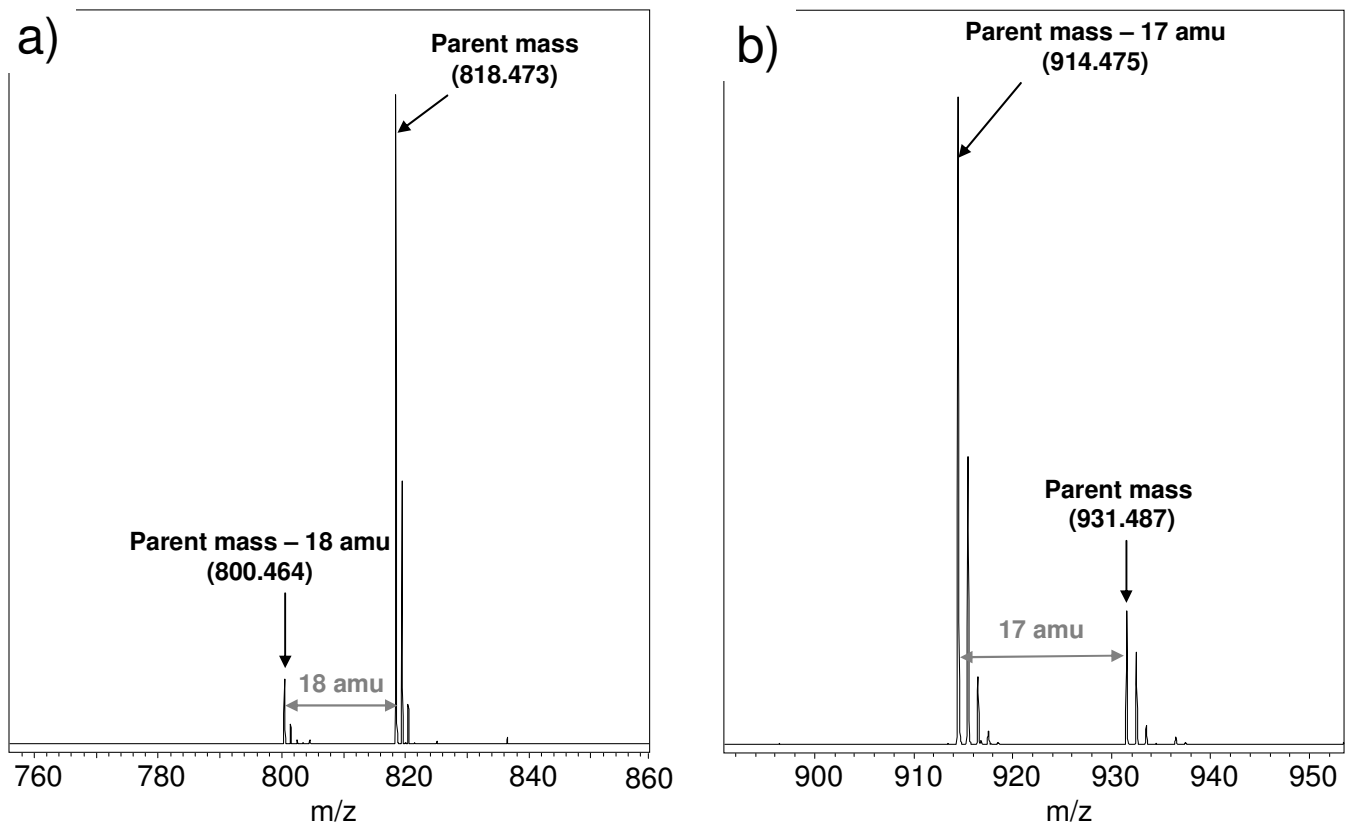 a)
Parent mass
(818.473)
Parent mass – 18 amu
(800.464)
18 amu
760 780 800 820 840 860
m/z
b)
Parent mass – 17 amu
(914.475)
Parent mass
(931.487)
17 amu
900 910 920 930 940 950
m/z